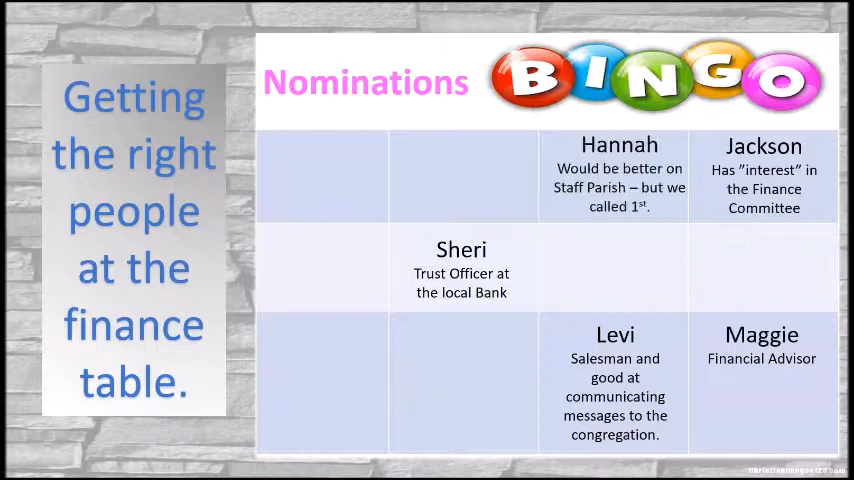 Getting
the right
people
at the
finance
table.
Nominations
BINGO
Hannah
Would be better on
Staff Parish – but we
called 1st.
Jackson
Has ”interest” in
the Finance
Committee
Sheri
Trust Officer at
the local Bank
Levi
Salesman and
good at
communicating
messages to the
congregation.
Maggie
Financial Advisor